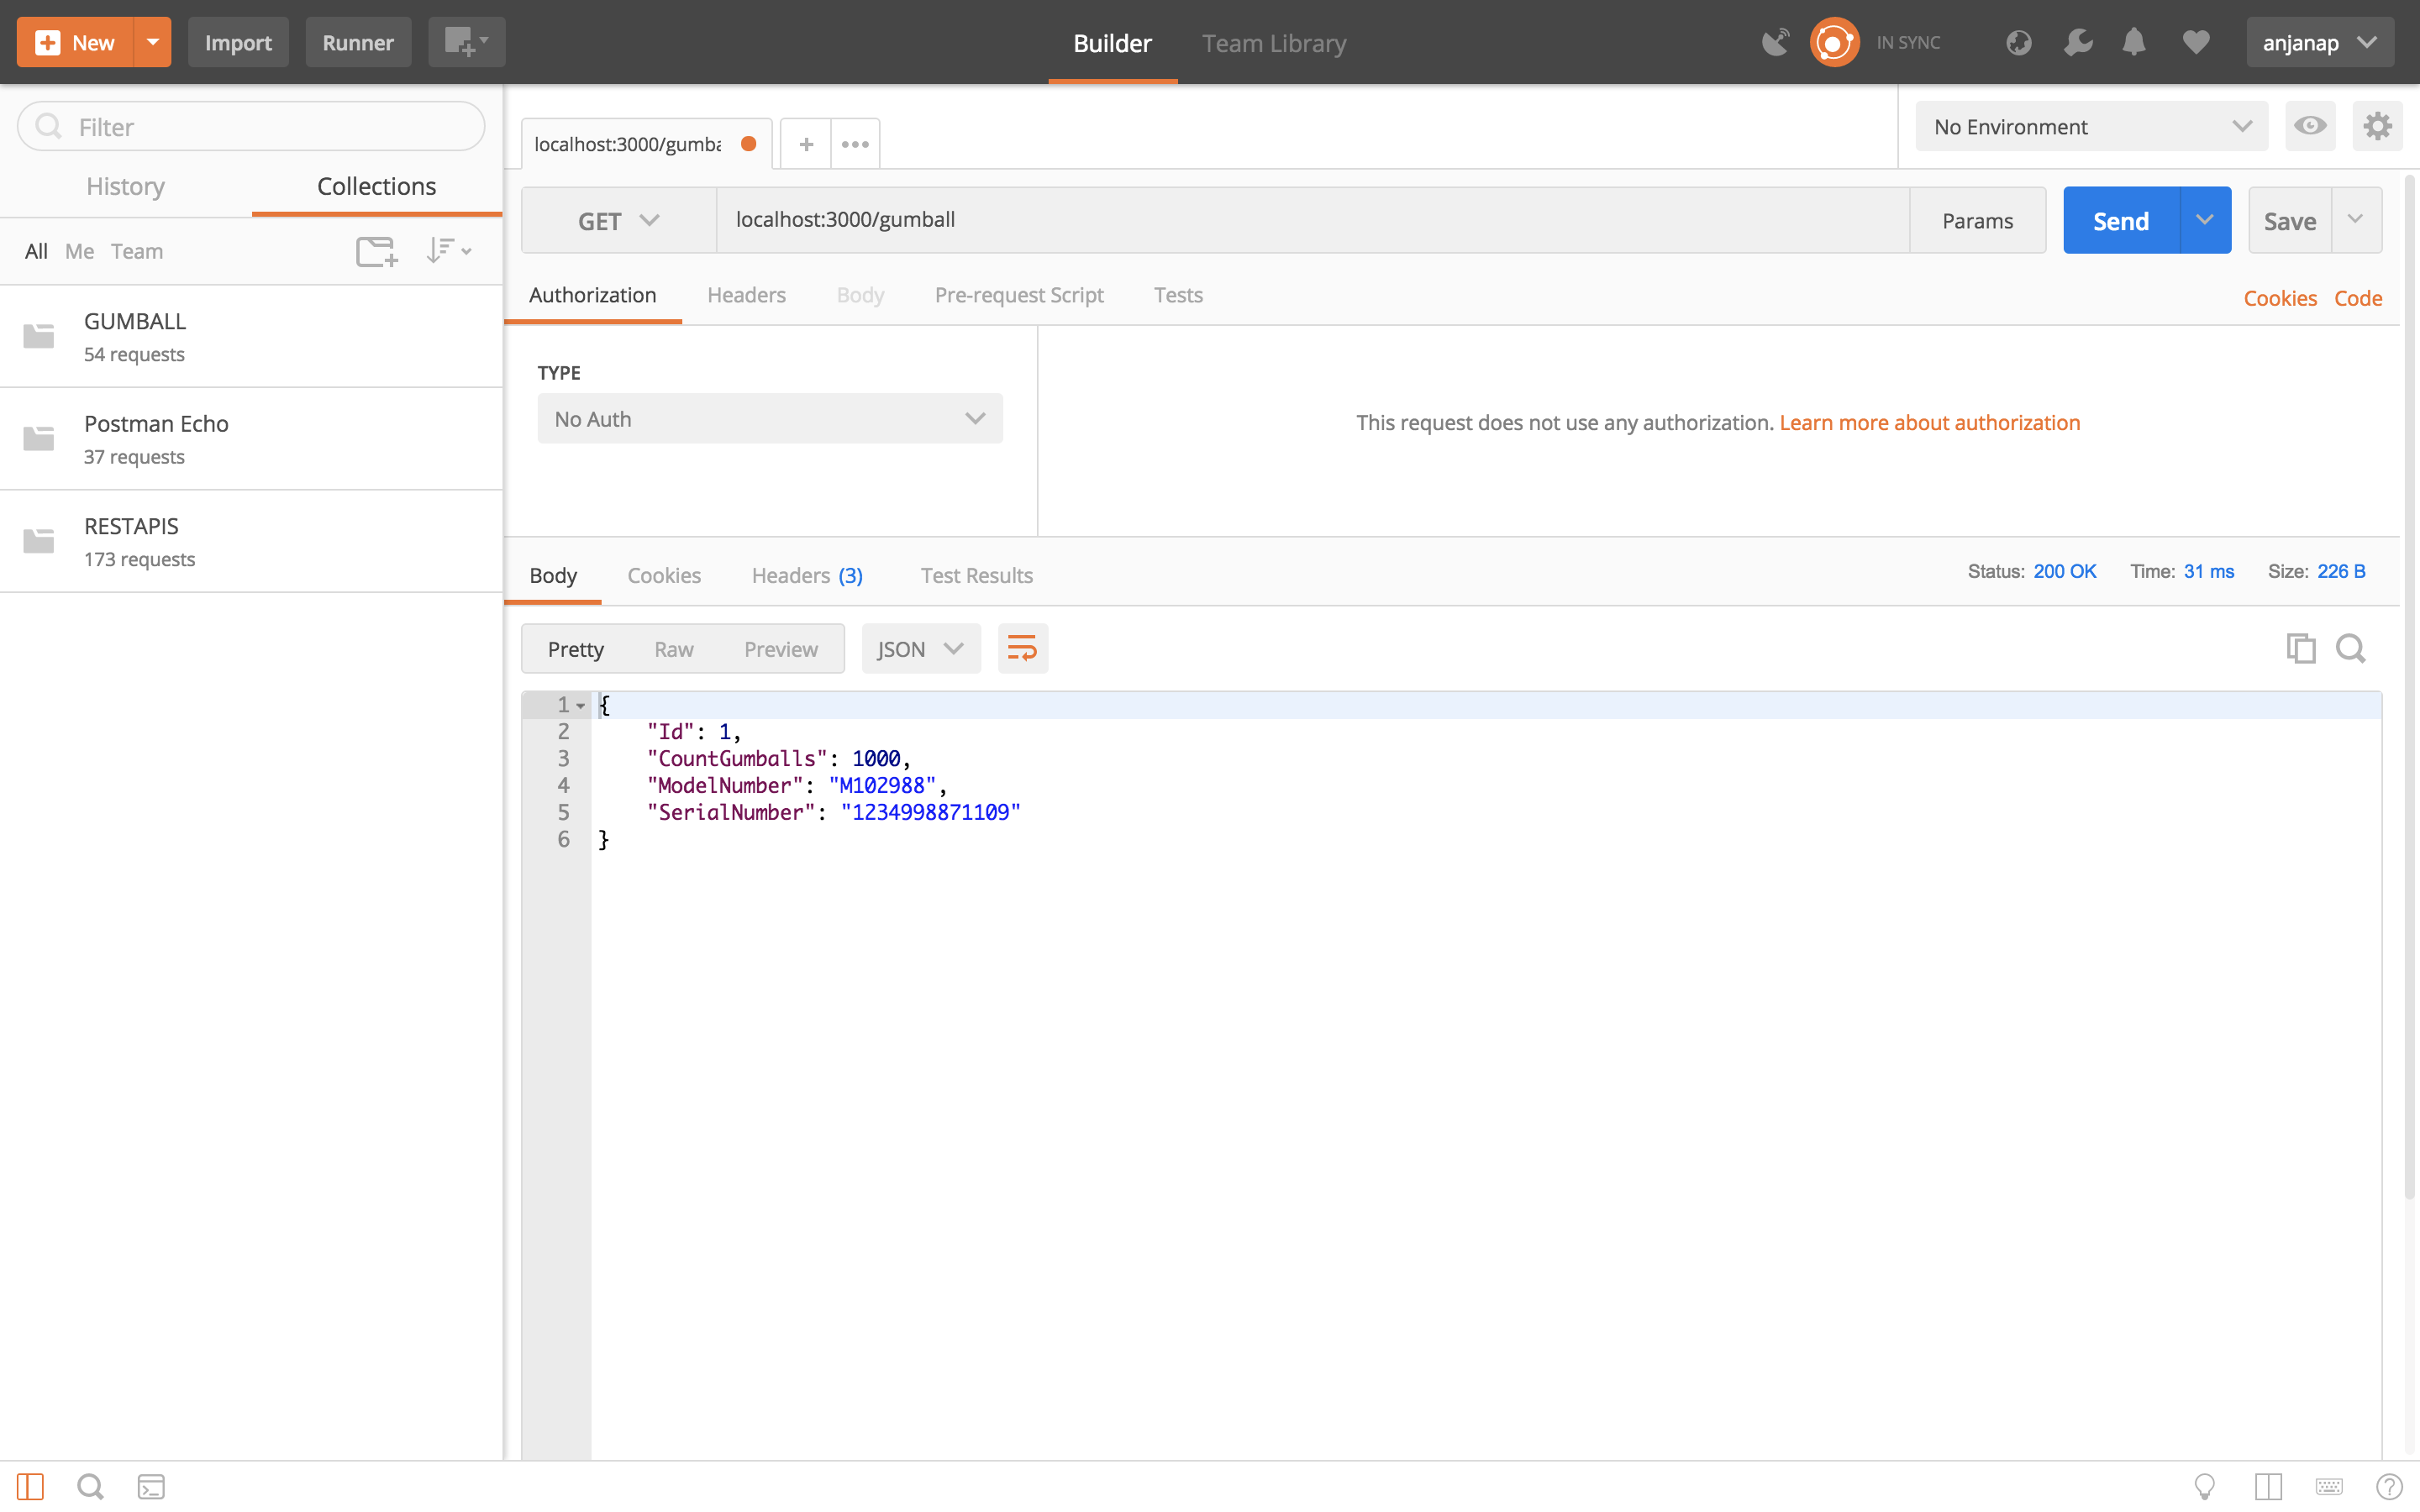 New Import Runner Builder Team Library IN SYNC anjanap
Filter
History Collections
All Me Team
GUMBALL
54 requests
Postman Echo
37 requests
RESTAPIS
173 requests
localhost:3000/gumba + ••• No Environment
GET localhost:3000/gumball Params Send Save
Authorization Headers Body Pre-request Script Tests Cookies Code
TYPE
No Auth
This request does not use any authorization. Learn more about authorization
Body Cookies Headers (3) Test Results Status: 200 OK Time: 31 ms Size: 226 B
Pretty Raw Preview JSON
1 {
2 "Id": 1,
3 "CountGumballs": 1000,
4 "ModelNumber": "M102988",
5 "SerialNumber": "1234998871109"
6 }